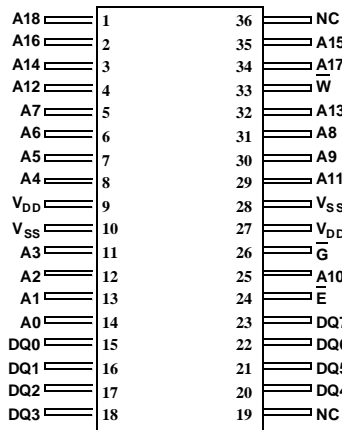 A18 1 36 NC
A16 2 35 A15
A14 3 34 A17
A12 4 33 W̅
A7 5 32 A13
A6 6 31 A8
A5 7 30 A9
A4 8 29 A11
VDD 9 28 VSS
VSS 10 27 VDD
A3 11 26 G̅
A2 12 25 A10
A1 13 24 E̅
A0 14 23 DQ7
DQ0 15 22 DQ6
DQ1 16 21 DQ5
DQ2 17 20 DQ4
DQ3 18 19 NC